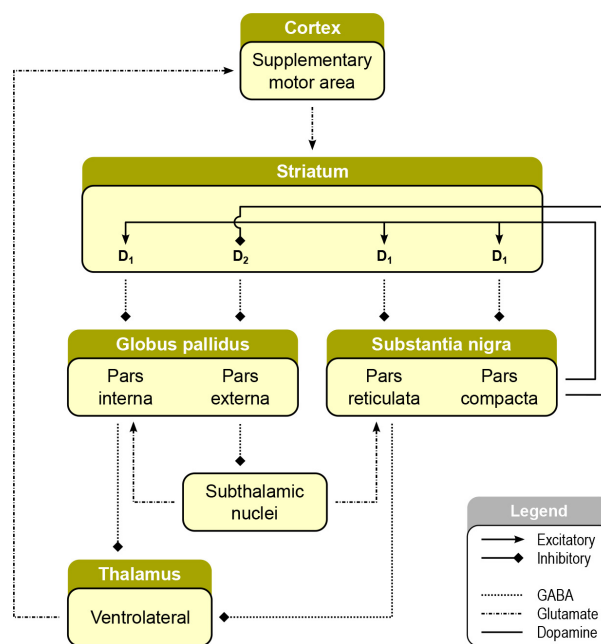 Cortex
Supplementary
motor area
Striatum
D₁ D₂ D₁ D₁
Globus pallidus
Pars Pars
interna externa
Substantia nigra
Pars Pars
reticulata compacta
Subthalamic
nuclei
Thalamus
Ventrolateral
Legend
Excitatory
Inhibitory
GABA
Glutamate
Dopamine